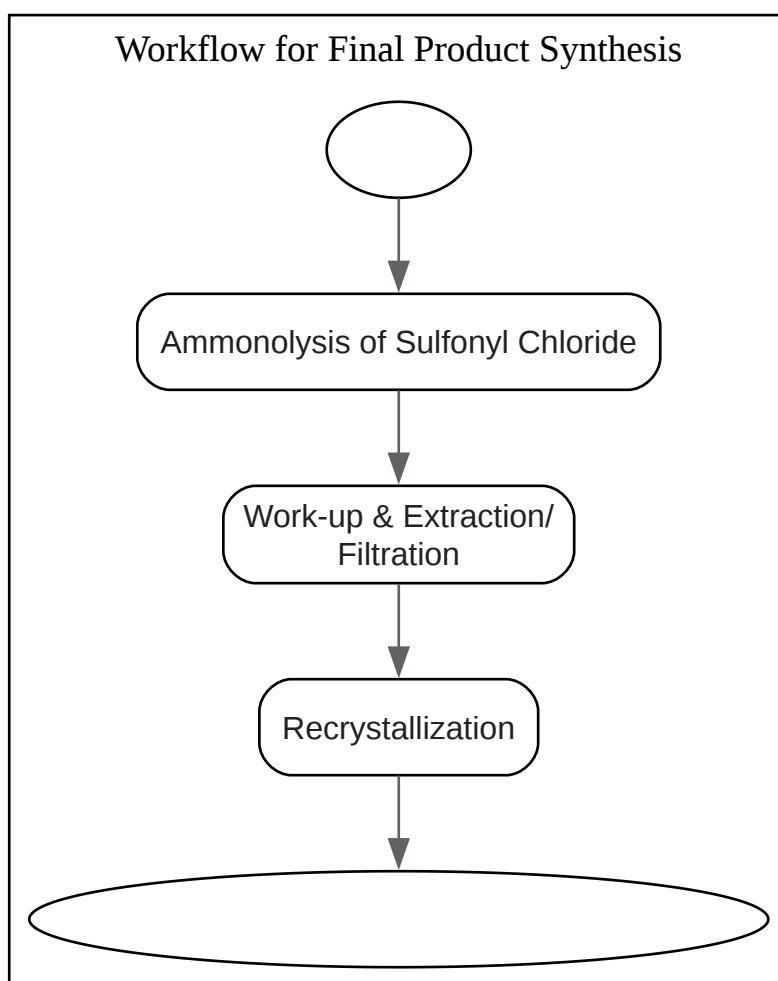 Workflow for Final Product Synthesis
Ammonolysis of Sulfonyl Chloride
Work-up & Extraction/
Filtration
Recrystallization